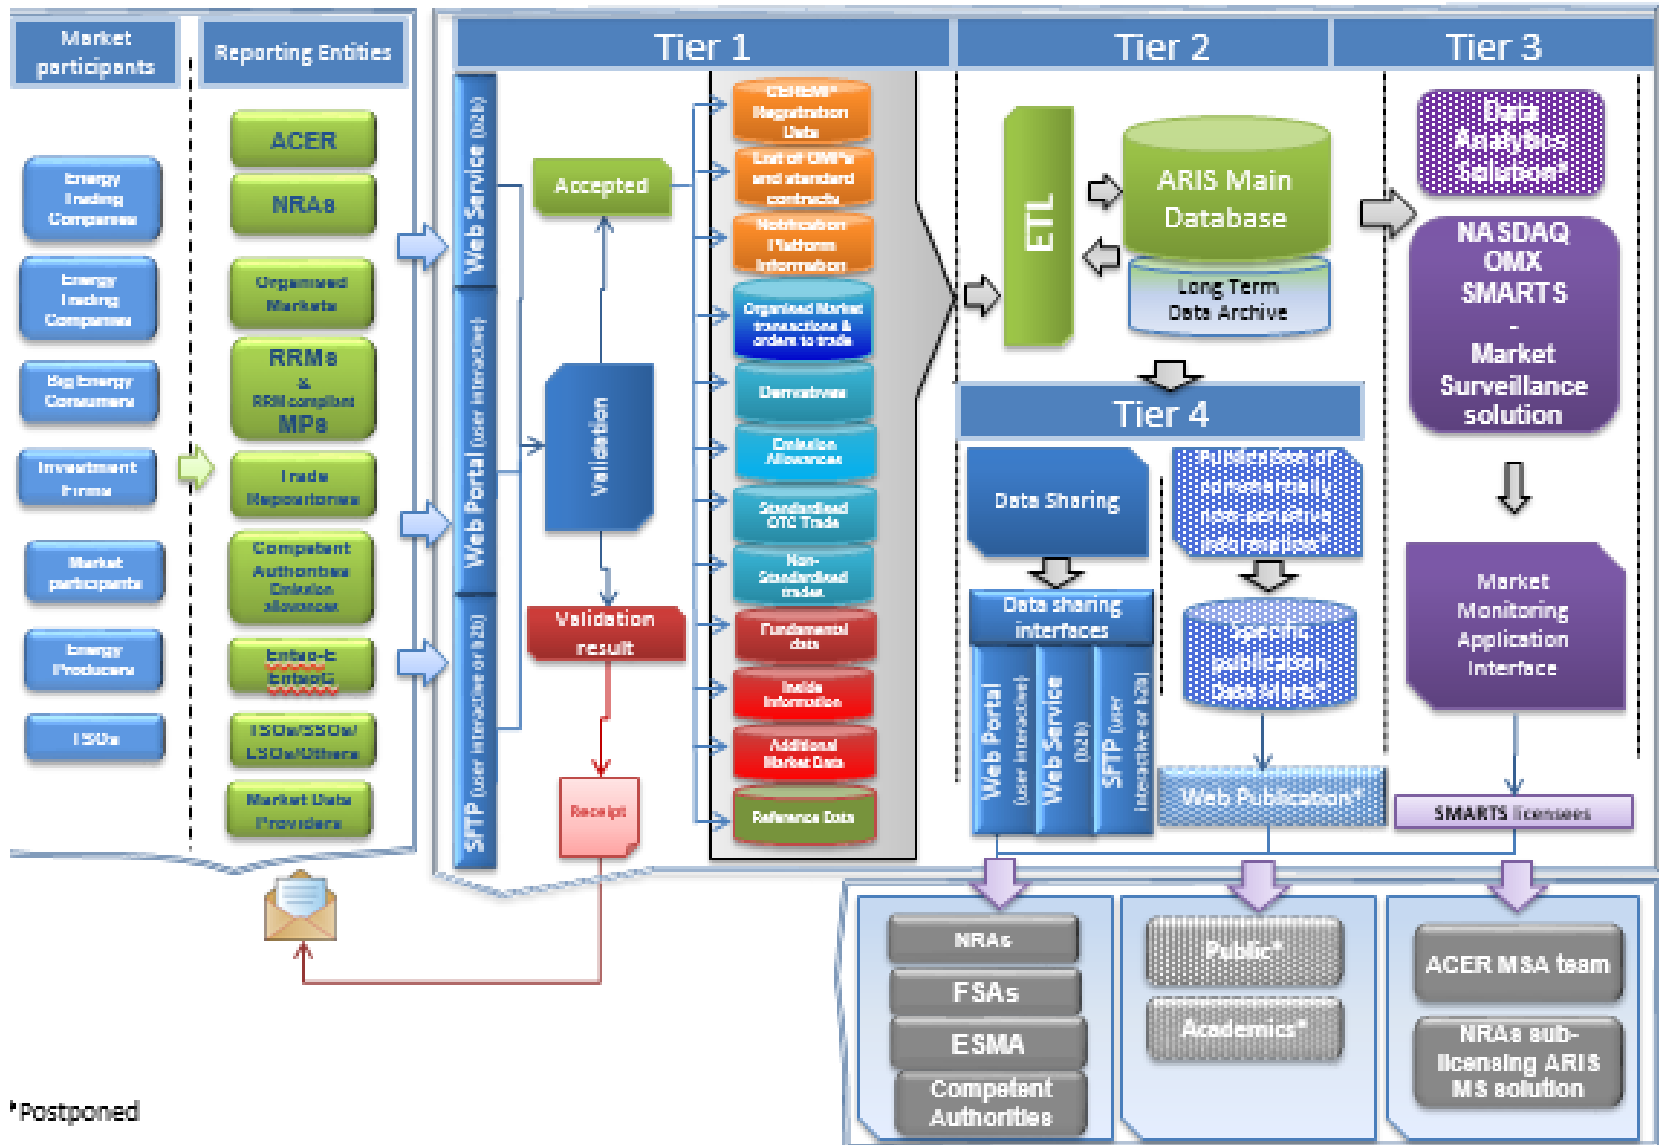 Market
participants
Reporting Entities
Tier 1
Tier 2
Tier 3
Energy
Trading
Companies
Energy
Trading
Companies
Big Energy
Consumers
Investment
Firms
Market
participants
Energy
Producers
TSOs
ACER
NRAs
Organised
Markets
RRMs
&
RRM compliant
MPs
Trade
Repositories
Competent
Authorities
Emission
allowances
Entso-E
EntsoG
TSOs/SSOs/
LSOs/Others
Market Data
Providers
Web Service (b2b)
Web Portal (user interactive)
SFTP (user interactive or b2b)
Accepted
Validation
Validation
result
Receipt
CEREMP
Registration
Data
List of OMPs
and standard
contracts
Notification
Platform
Information
Organised Market
transactions &
orders to trade
Derivatives
Emission
Allowances
Standardised
OTC Trade
Non-
Standardised
trades
Fundamental
data
Inside
Information
Additional
Market Data
Reference Data
ETL
ARIS Main
Database
Long Term
Data Archive
Tier 4
Data Sharing
Publication of
commercially
non-sensitive
information*
Data sharing
interfaces
Web Portal
(user interactive)
Web Service
(b2b)
SFTP (user
interactive or b2b)
Specific
publication
Data Marts*
Web Publication*
Data
Analytics
Solution*
NASDAQ
OMX
SMARTS
-
Market
Surveillance
solution
Market
Monitoring
Application
Interface
SMARTS licensees
NRAs
FSAs
ESMA
Competent
Authorities
Public*
Academics*
ACER MSA team
NRAs sub-
licensing ARIS
MS solution
*Postponed